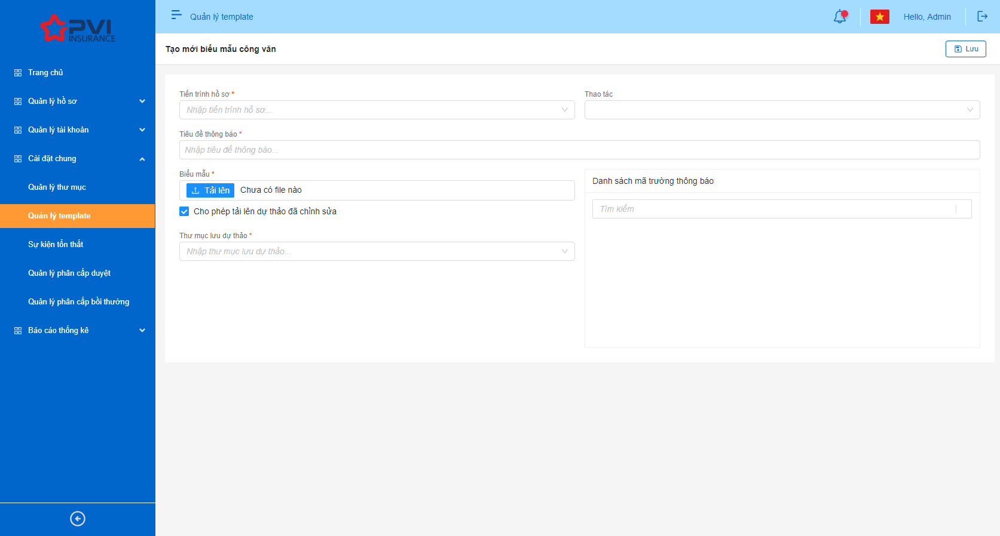 PVI
INSURANCE
Trang chủ
Quản lý hồ sơ
Quản lý tài khoản
Cài đặt chung
Quản lý thư mục
Quản lý template
Sự kiện tổn thất
Quản lý phân cấp duyệt
Quản lý phân cấp bồi thường
Báo cáo thống kê
Quản lý template
Hello, Admin
Tạo mới biểu mẫu công văn
Lưu
Tiến trình hồ sơ *
Nhập tiến trình hồ sơ...
Thao tác
Tiêu đề thông báo *
Nhập tiêu đề thông báo...
Biểu mẫu *
Tải lên Chưa có file nào
Cho phép tải lên dự thảo đã chỉnh sửa
Thư mục lưu dự thảo *
Nhập thư mục lưu dự thảo...
Danh sách mã trường thông báo
Tìm kiếm